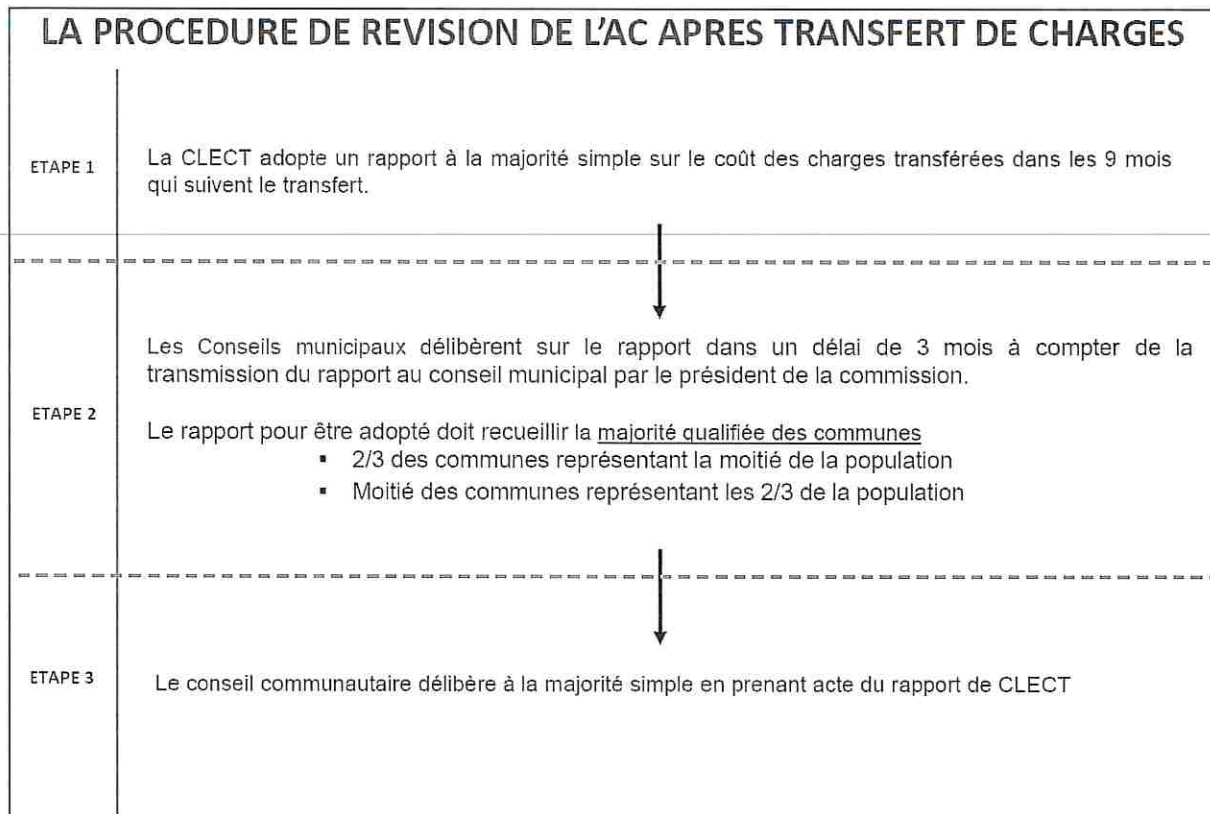 LA PROCEDURE DE REVISION DE L'AC APRES TRANSFERT DE CHARGES
ETAPE 1
La CLECT adopte un rapport à la majorité simple sur le coût des charges transférées dans les 9 mois
qui suivent le transfert.
ETAPE 2
Les Conseils municipaux délibèrent sur le rapport dans un délai de 3 mois à compter de la
transmission du rapport au conseil municipal par le président de la commission.
Le rapport pour être adopté doit recueillir la majorité qualifiée des communes
▪ 2/3 des communes représentant la moitié de la population
▪ Moitié des communes représentant les 2/3 de la population
ETAPE 3
Le conseil communautaire délibère à la majorité simple en prenant acte du rapport de CLECT